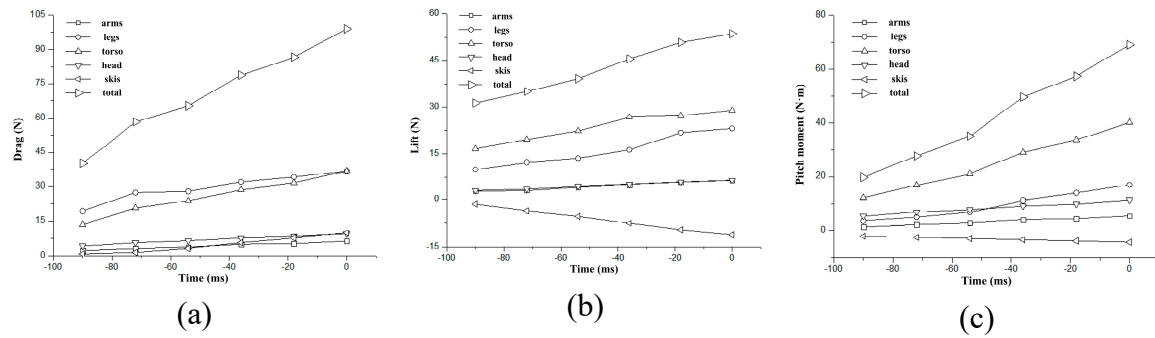 105
90
75
60
45
30
15
0
Drag (N)
arms
legs
torso
head
skis
total
-100 -80 -60 -40 -20 0
Time (ms)
(a)
60
45
30
15
0
-15
Lift (N)
arms
legs
torso
head
skis
total
-100 -80 -60 -40 -20 0
Time (ms)
(b)
80
60
40
20
0
Pitch moment (N·m)
arms
legs
torso
head
skis
total
-100 -80 -60 -40 -20 0
Time (ms)
(c)